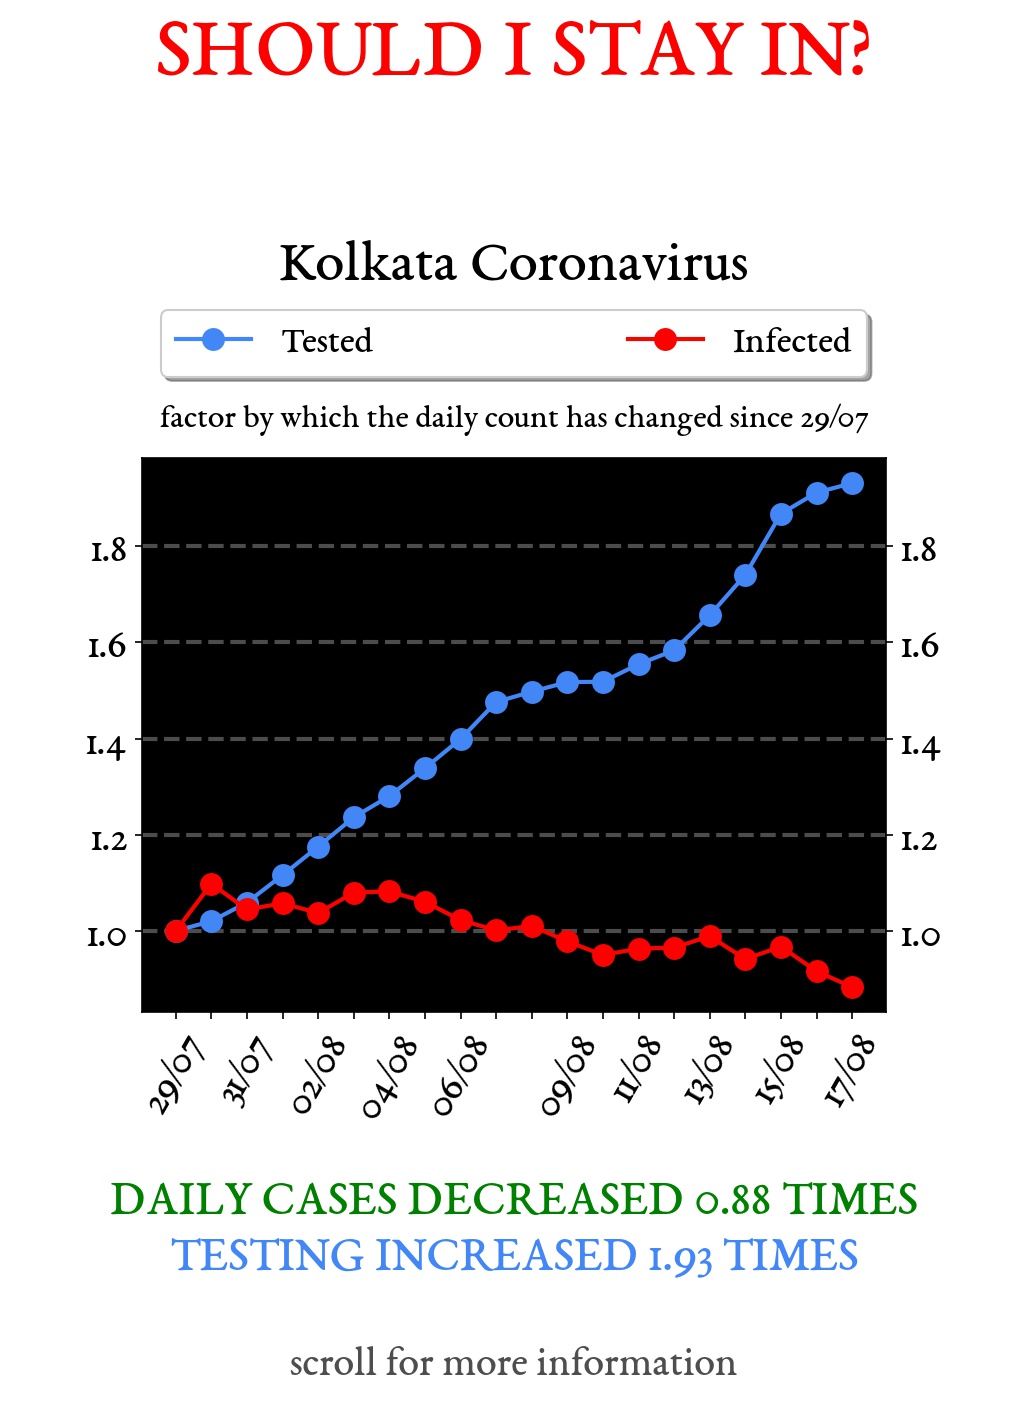 SHOULD I STAY IN?
Kolkata Coronavirus
Tested Infected
factor by which the daily count has changed since 29/07
1.8 1.8
1.6 1.6
1.4 1.4
1.2 1.2
1.0 1.0
29/07 31/07 02/08 04/08 06/08 09/08 11/08 13/08 15/08 17/08
DAILY CASES DECREASED 0.88 TIMES
TESTING INCREASED 1.93 TIMES
scroll for more information